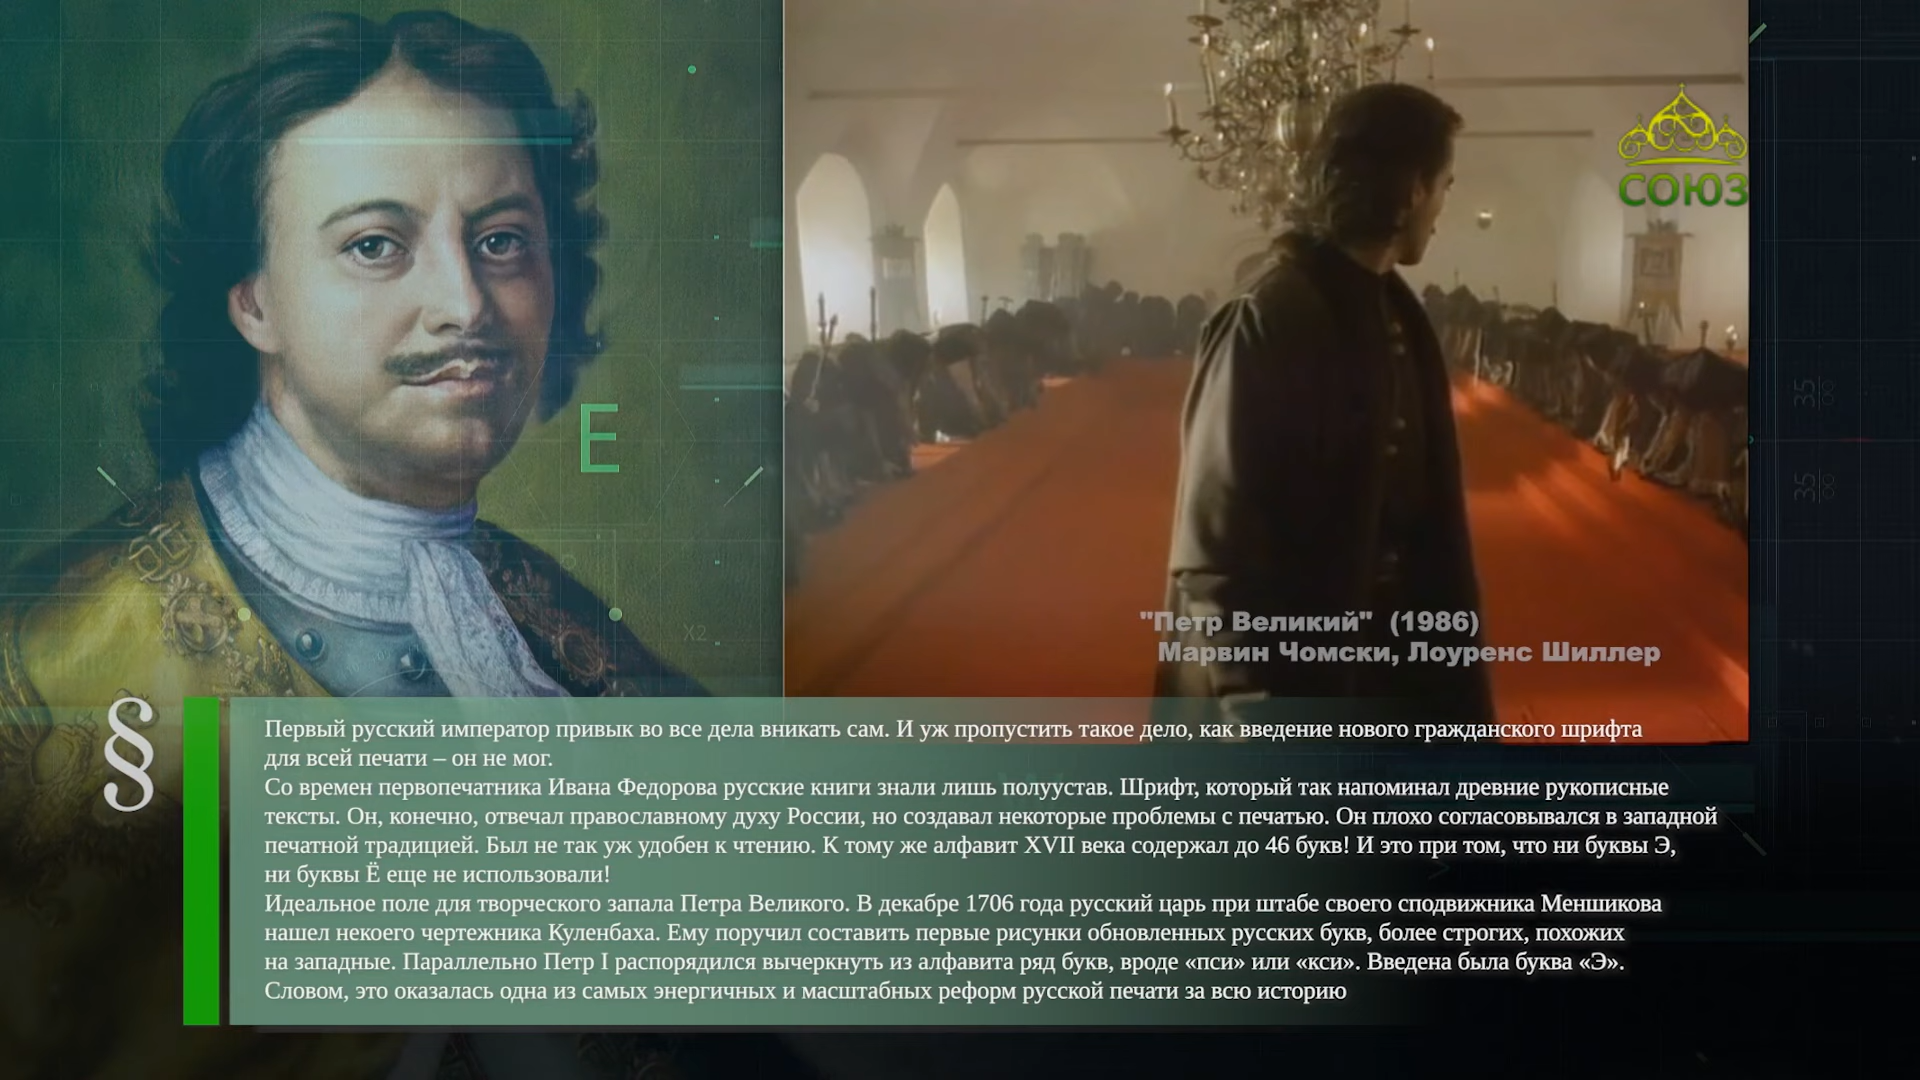 СОЮЗ
E
35
00
35
00
X2
"Петр Великий" (1986)
Марвин Чомски, Лоуренс Шиллер
§
Первый русский император привык во все дела вникать сам. И уж пропустить такое дело, как введение нового гражданского шрифта
для всей печати – он не мог.
Со времен первопечатника Ивана Федорова русские книги знали лишь полуустав. Шрифт, который так напоминал древние рукописные
тексты. Он, конечно, отвечал православному духу России, но создавал некоторые проблемы с печатью. Он плохо согласовывался в западной
печатной традицией. Был не так уж удобен к чтению. К тому же алфавит XVII века содержал до 46 букв! И это при том, что ни буквы Э,
ни буквы Ё еще не использовали!
Идеальное поле для творческого запала Петра Великого. В декабре 1706 года русский царь при штабе своего сподвижника Меншикова
нашел некоего чертежника Куленбаха. Ему поручил составить первые рисунки обновленных русских букв, более строгих, похожих
на западные. Параллельно Петр I распорядился вычеркнуть из алфавита ряд букв, вроде «пси» или «кси». Введена была буква «Э».
Словом, это оказалась одна из самых энергичных и масштабных реформ русской печати за всю историю